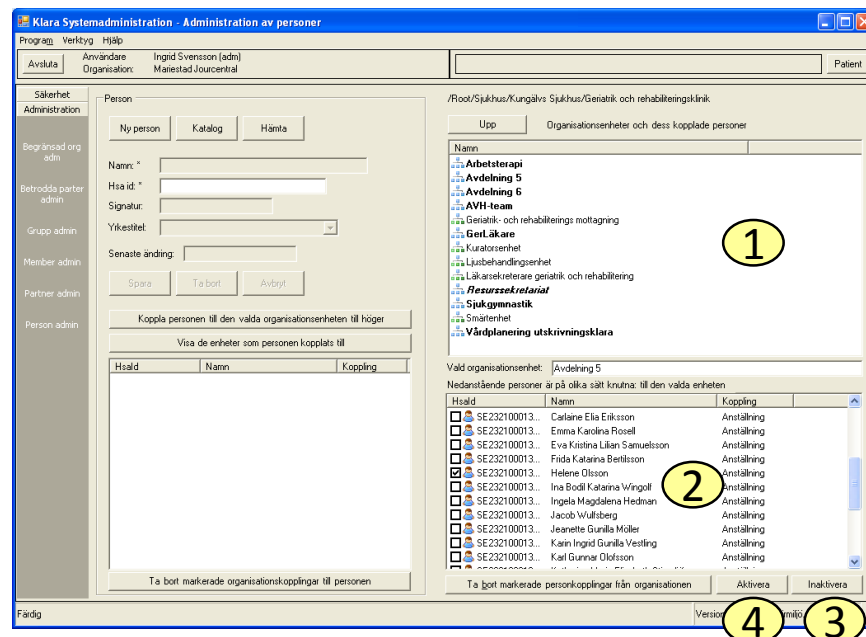 Klara Systemadministration - Administration av personer
Program Verktyg Hjälp
Avsluta
Användare Ingrid Svensson (adm)
Organisation: Mariestad Jourcentral
Patient
Säkerhet
Administration
Begränsad org adm
Betrodda parter admin
Grupp admin
Member admin
Partner admin
Person admin
Person
Ny person Katalog Hämta
Namn: *
Hsa id: *
Signatur:
Yrkestitel:
Senaste ändring:
Spara Ta bort Avbryt
Koppla personen till den valda organisationsenheten till höger
Visa de enheter som personen kopplats till
HsaId Namn Koppling
Ta bort markerade organisationskopplingar till personen
/Root/Sjukhus/Kungälvs Sjukhus/Geriatrik och rehabiliteringsklinik
Upp Organisationsenheter och dess kopplade personer
Namn
Arbetsterapi
Avdelning 5
Avdelning 6
AVH-team
Geriatrik- och rehabiliterings mottagning
GerLäkare
Kuratorsenhet
Ljusbehandlingsenhet
Läkarsekreterare geriatrik och rehabilitering
Resurssekretariat
Sjukgymnastik
Smärtenhet
Vårdplanering utskrivningsklara
1
Vald organisationsenhet: Avdelning 5
Nedanstående personer är på olika sätt knutna: till den valda enheten
HsaId Namn Koppling
SE232100013... Carlaine Elia Eriksson Anställning
SE232100013... Emma Karolina Rosell Anställning
SE232100013... Eva Kristina Lilian Samuelsson Anställning
SE232100013... Frida Katarina Bertilsson Anställning
SE232100013... Helene Olsson Anställning
SE232100013... Ina Bodil Katarina Wingolf Anställning
SE232100013... Ingela Magdalena Hedman Anställning
SE232100013... Jacob Wulfsberg Anställning
SE232100013... Jeanette Gunilla Möller Anställning
SE232100013... Karin Ingrid Gunilla Vestling Anställning
SE232100013... Karl Gunnar Olofsson Anställning
2
Ta bort markerade personkopplingar från organisationen Aktivera Inaktivera
Färdig
4
3